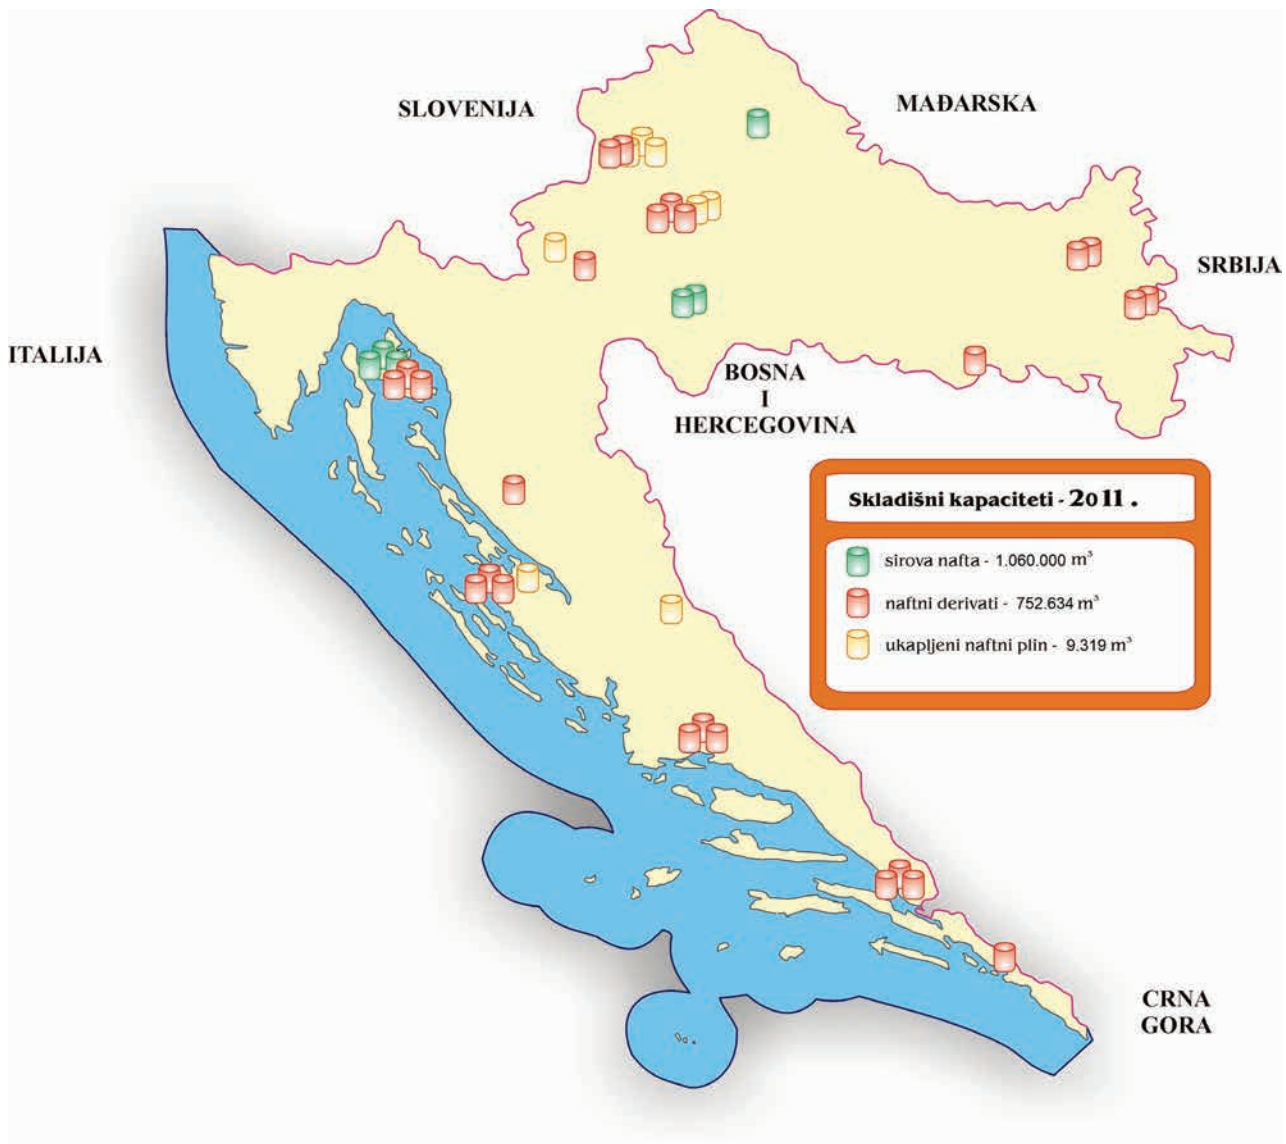 SLOVENIJA
MAĐARSKA
SRBIJA
ITALIJA
BOSNA
I
HERCEGOVINA
Skladišni kapaciteti - 2011.
sirova nafta - 1.060.000 m³
naftni derivati - 752.634 m³
ukapljeni naftni plin - 9.319 m³
CRNA
GORA